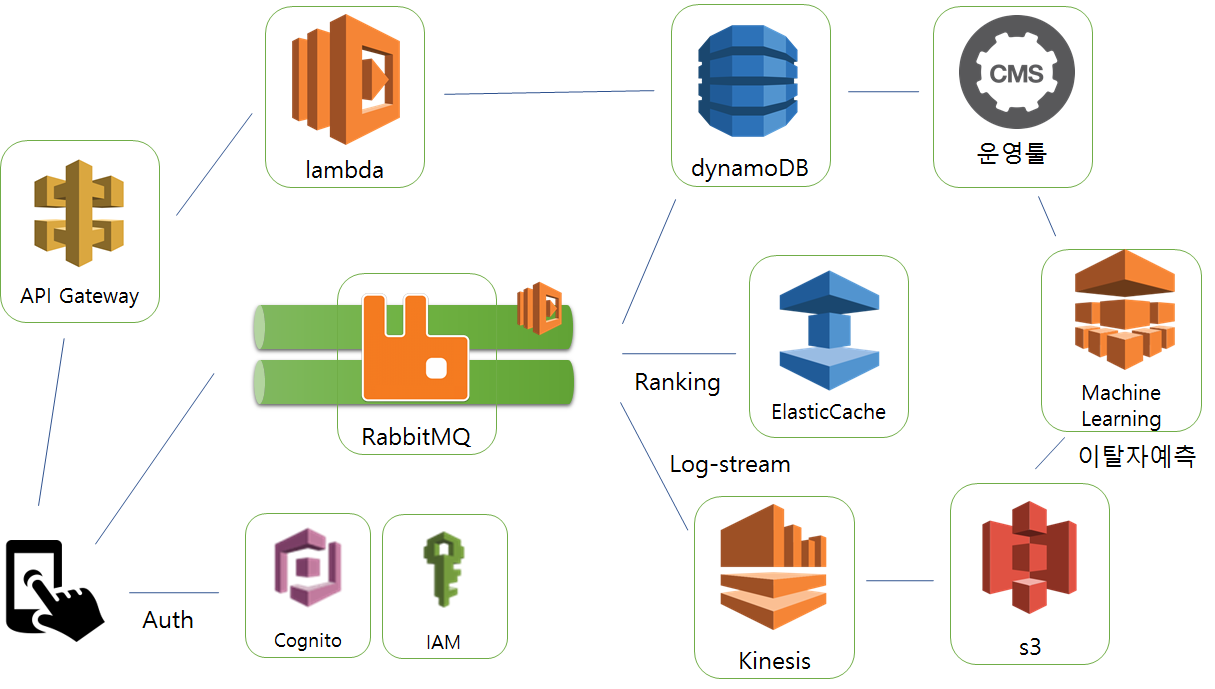 lambda
dynamoDB
CMS
운영툴
API Gateway
RabbitMQ
Ranking
ElasticCache
Machine
Learning
이탈자예측
Log-stream
Auth
Cognito
IAM
Kinesis
s3